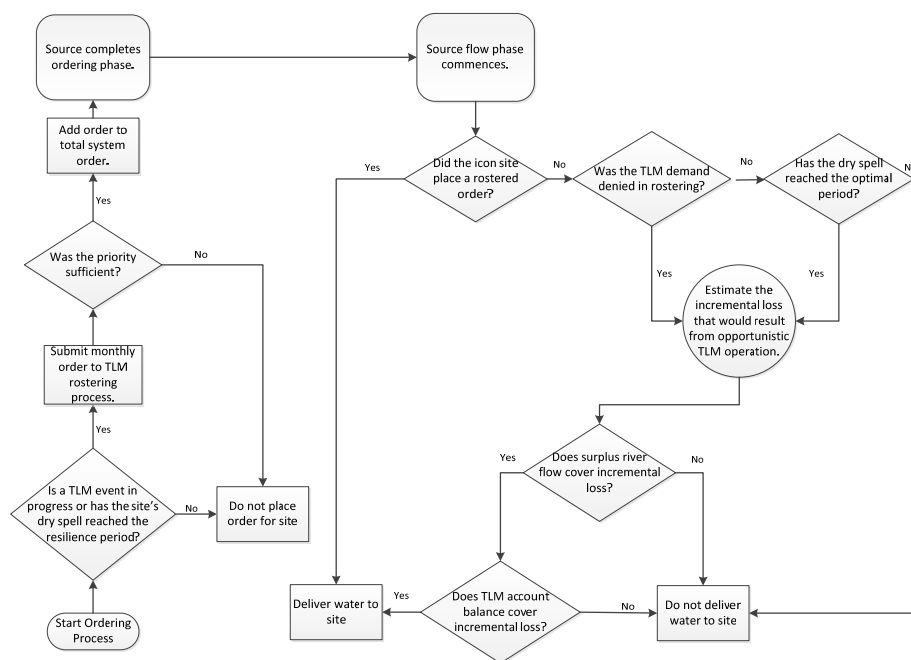 Source completes
ordering phase.
Source flow phase
commences.
Add order to
total system
order.
Yes
Was the priority
sufficient?
No
Submit monthly
order to TLM
rostering
process.
Yes
Is a TLM event in
progress or has the site's
dry spell reached the
resilience period?
No
Do not place
order for site
Start Ordering
Process
Did the icon site
place a rostered
order?
Yes
No
Was the TLM demand
denied in rostering?
No
Has the dry spell
reached the optimal
period?
N
Yes
Yes
Estimate the
incremental loss
that would result
from opportunistic
TLM operation.
Does surplus river
flow cover incremental
loss?
Yes
No
Deliver water to
site
Yes
Does TLM account
balance cover
incremental loss?
No
Do not deliver
water to site